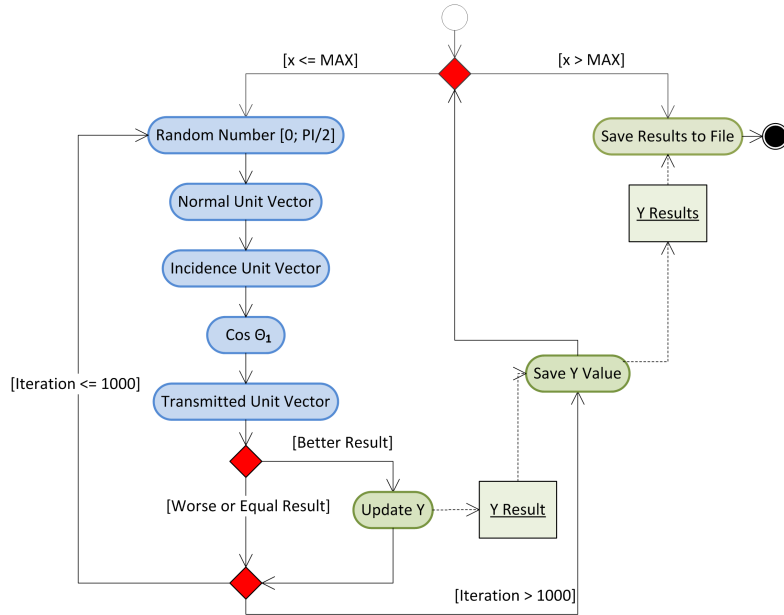 [x <= MAX]
[x > MAX]
Random Number [0; PI/2]
Save Results to File
Normal Unit Vector
Y Results
Incidence Unit Vector
Cos Θ1
Save Y Value
[Iteration <= 1000]
Transmitted Unit Vector
[Better Result]
[Worse or Equal Result]
Update Y
Y Result
[Iteration > 1000]